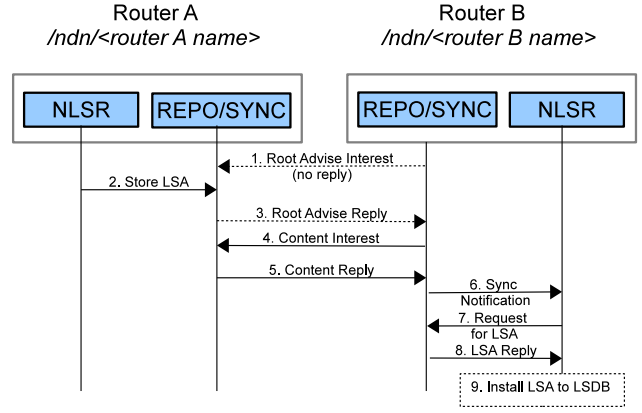 Router A
/ndn/<router A name>
Router B
/ndn/<router B name>
NLSR
REPO/SYNC
REPO/SYNC
NLSR
1. Root Advise Interest
(no reply)
2. Store LSA
3. Root Advise Reply
4. Content Interest
5. Content Reply
6. Sync
Notification
7. Request
for LSA
8. LSA Reply
9. Install LSA to LSDB